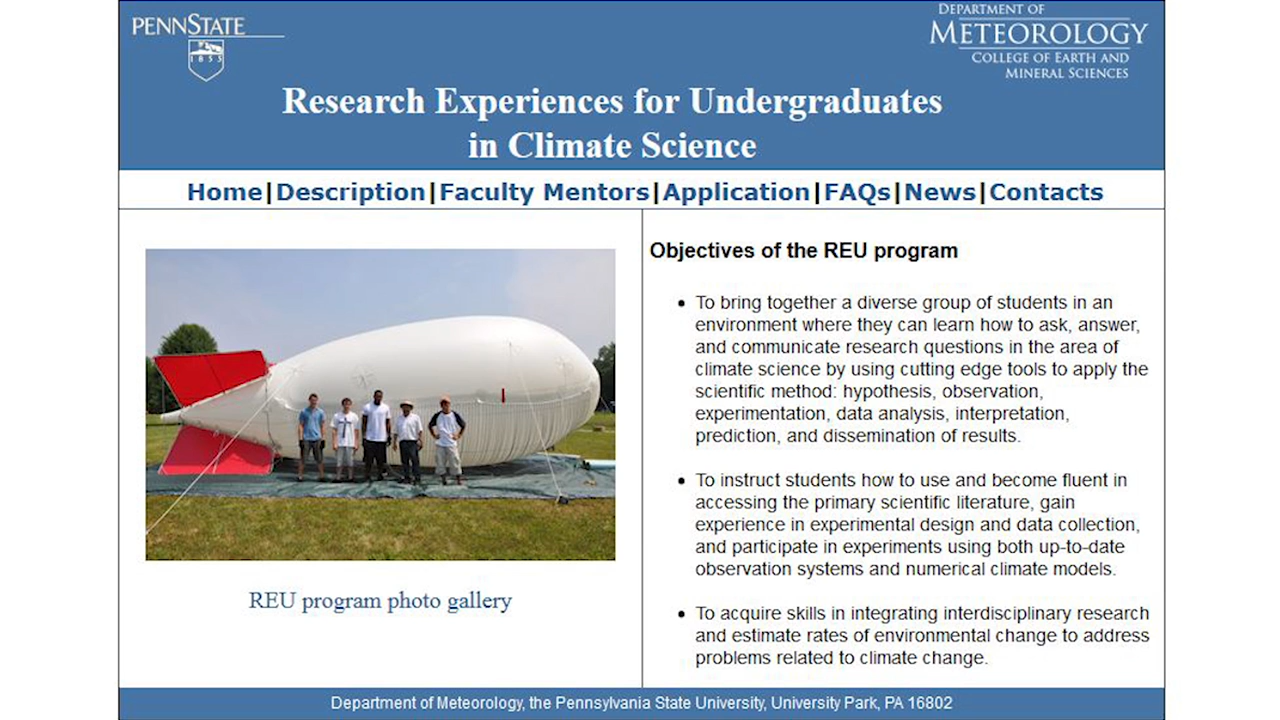 PENNSTATE
1855
DEPARTMENT OF
METEOROLOGY
COLLEGE OF EARTH AND
MINERAL SCIENCES
Research Experiences for Undergraduates
in Climate Science
Home|Description|Faculty Mentors|Application|FAQs|News|Contacts
REU program photo gallery
Objectives of the REU program
• To bring together a diverse group of students in an
environment where they can learn how to ask, answer,
and communicate research questions in the area of
climate science by using cutting edge tools to apply the
scientific method: hypothesis, observation,
experimentation, data analysis, interpretation,
prediction, and dissemination of results.
• To instruct students how to use and become fluent in
accessing the primary scientific literature, gain
experience in experimental design and data collection,
and participate in experiments using both up-to-date
observation systems and numerical climate models.
• To acquire skills in integrating interdisciplinary research
and estimate rates of environmental change to address
problems related to climate change.
Department of Meteorology, the Pennsylvania State University, University Park, PA 16802